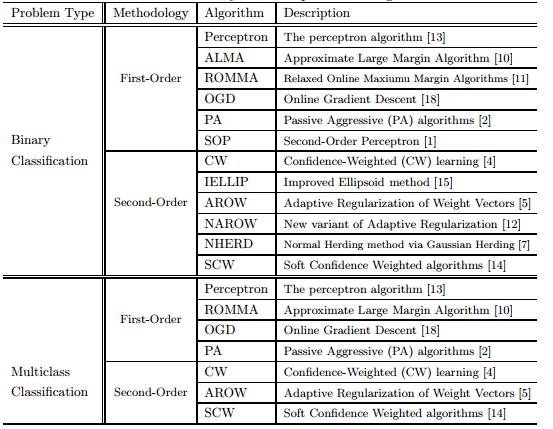 Problem Type Methodology Algorithm Description
Perceptron The perceptron algorithm [13]
ALMA Approximate Large Margin Algorithm [10]
First-Order ROMMA Relaxed Online Maxiumu Margin Algorithms [11]
OGD Online Gradient Descent [18]
PA Passive Aggressive (PA) algorithms [2]
Binary SOP Second-Order Perceptron [1]
Classification CW Confidence-Weighted (CW) learning [4]
IELLIP Improved Ellipsoid method [15]
Second-Order AROW Adaptive Regularization of Weight Vectors [5]
NAROW New variant of Adaptive Regularization [12]
NHERD Normal Herding method via Gaussian Herding [7]
SCW Soft Confidence Weighted algorithms [14]
Perceptron The perceptron algorithm [13]
First-Order ROMMA Approximate Large Margin Algorithm [10]
OGD Online Gradient Descent [18]
PA Passive Aggressive (PA) algorithms [2]
Multiclass CW Confidence-Weighted (CW) learning [4]
Classification Second-Order AROW Adaptive Regularization of Weight Vectors [5]
SCW Soft Confidence Weighted algorithms [14]